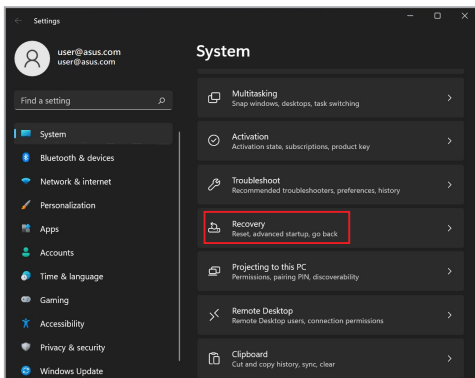 Settings
user@asus.com
user@asus.com
Find a setting
System
Bluetooth & devices
Network & internet
Personalization
Apps
Accounts
Time & language
Gaming
Accessibility
Privacy & security
Windows Update
System
Multitasking
Snap windows, desktops, task switching
Activation
Activation state, subscriptions, product key
Troubleshoot
Recommended troubleshooters, preferences, history
Recovery
Reset, advanced startup, go back
Projecting to this PC
Permissions, pairing PIN, discoverability
Remote Desktop
Remote Desktop users, connection permissions
Clipboard
Cut and copy history, sync, clear